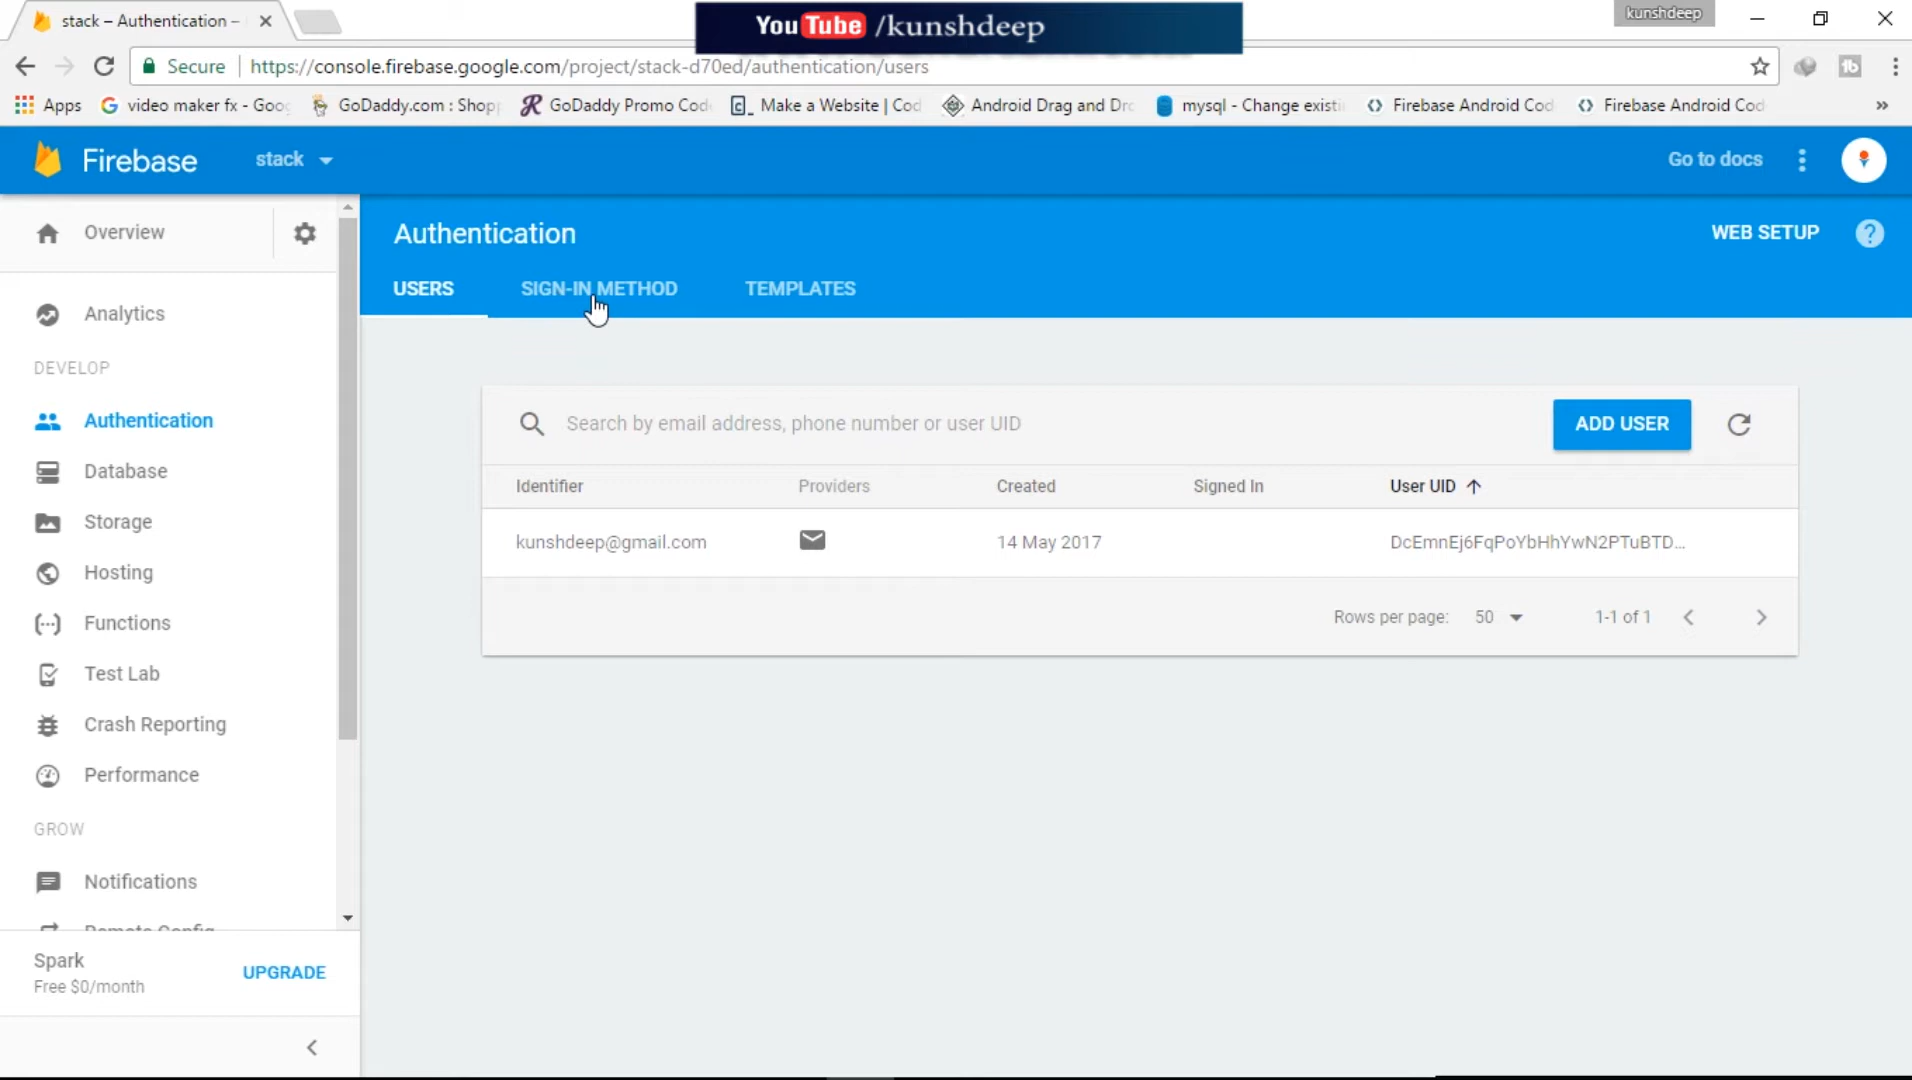 stack – Authentication –
YouTube /kunshdeep
kunshdeep
Secure https://console.firebase.google.com/project/stack-d70ed/authentication/users
Apps video maker fx - Goo GoDaddy.com : Shop GoDaddy Promo Cod Make a Website | Cod Android Drag and Dr mysql - Change existi Firebase Android Cod Firebase Android Cod »
Firebase stack Go to docs
Overview
Authentication WEB SETUP ?
USERS SIGN-IN METHOD TEMPLATES
Analytics
DEVELOP
Authentication
Database
Storage
Hosting
Functions
Test Lab
Crash Reporting
Performance
GROW
Notifications
Remote Config
Spark
Free $0/month
UPGRADE
Search by email address, phone number or user UID ADD USER
Identifier Providers Created Signed In User UID
kunshdeep@gmail.com 14 May 2017 DcEmnEj6FqPoYbHhYwN2PTuBTD...
Rows per page: 50 1-1 of 1